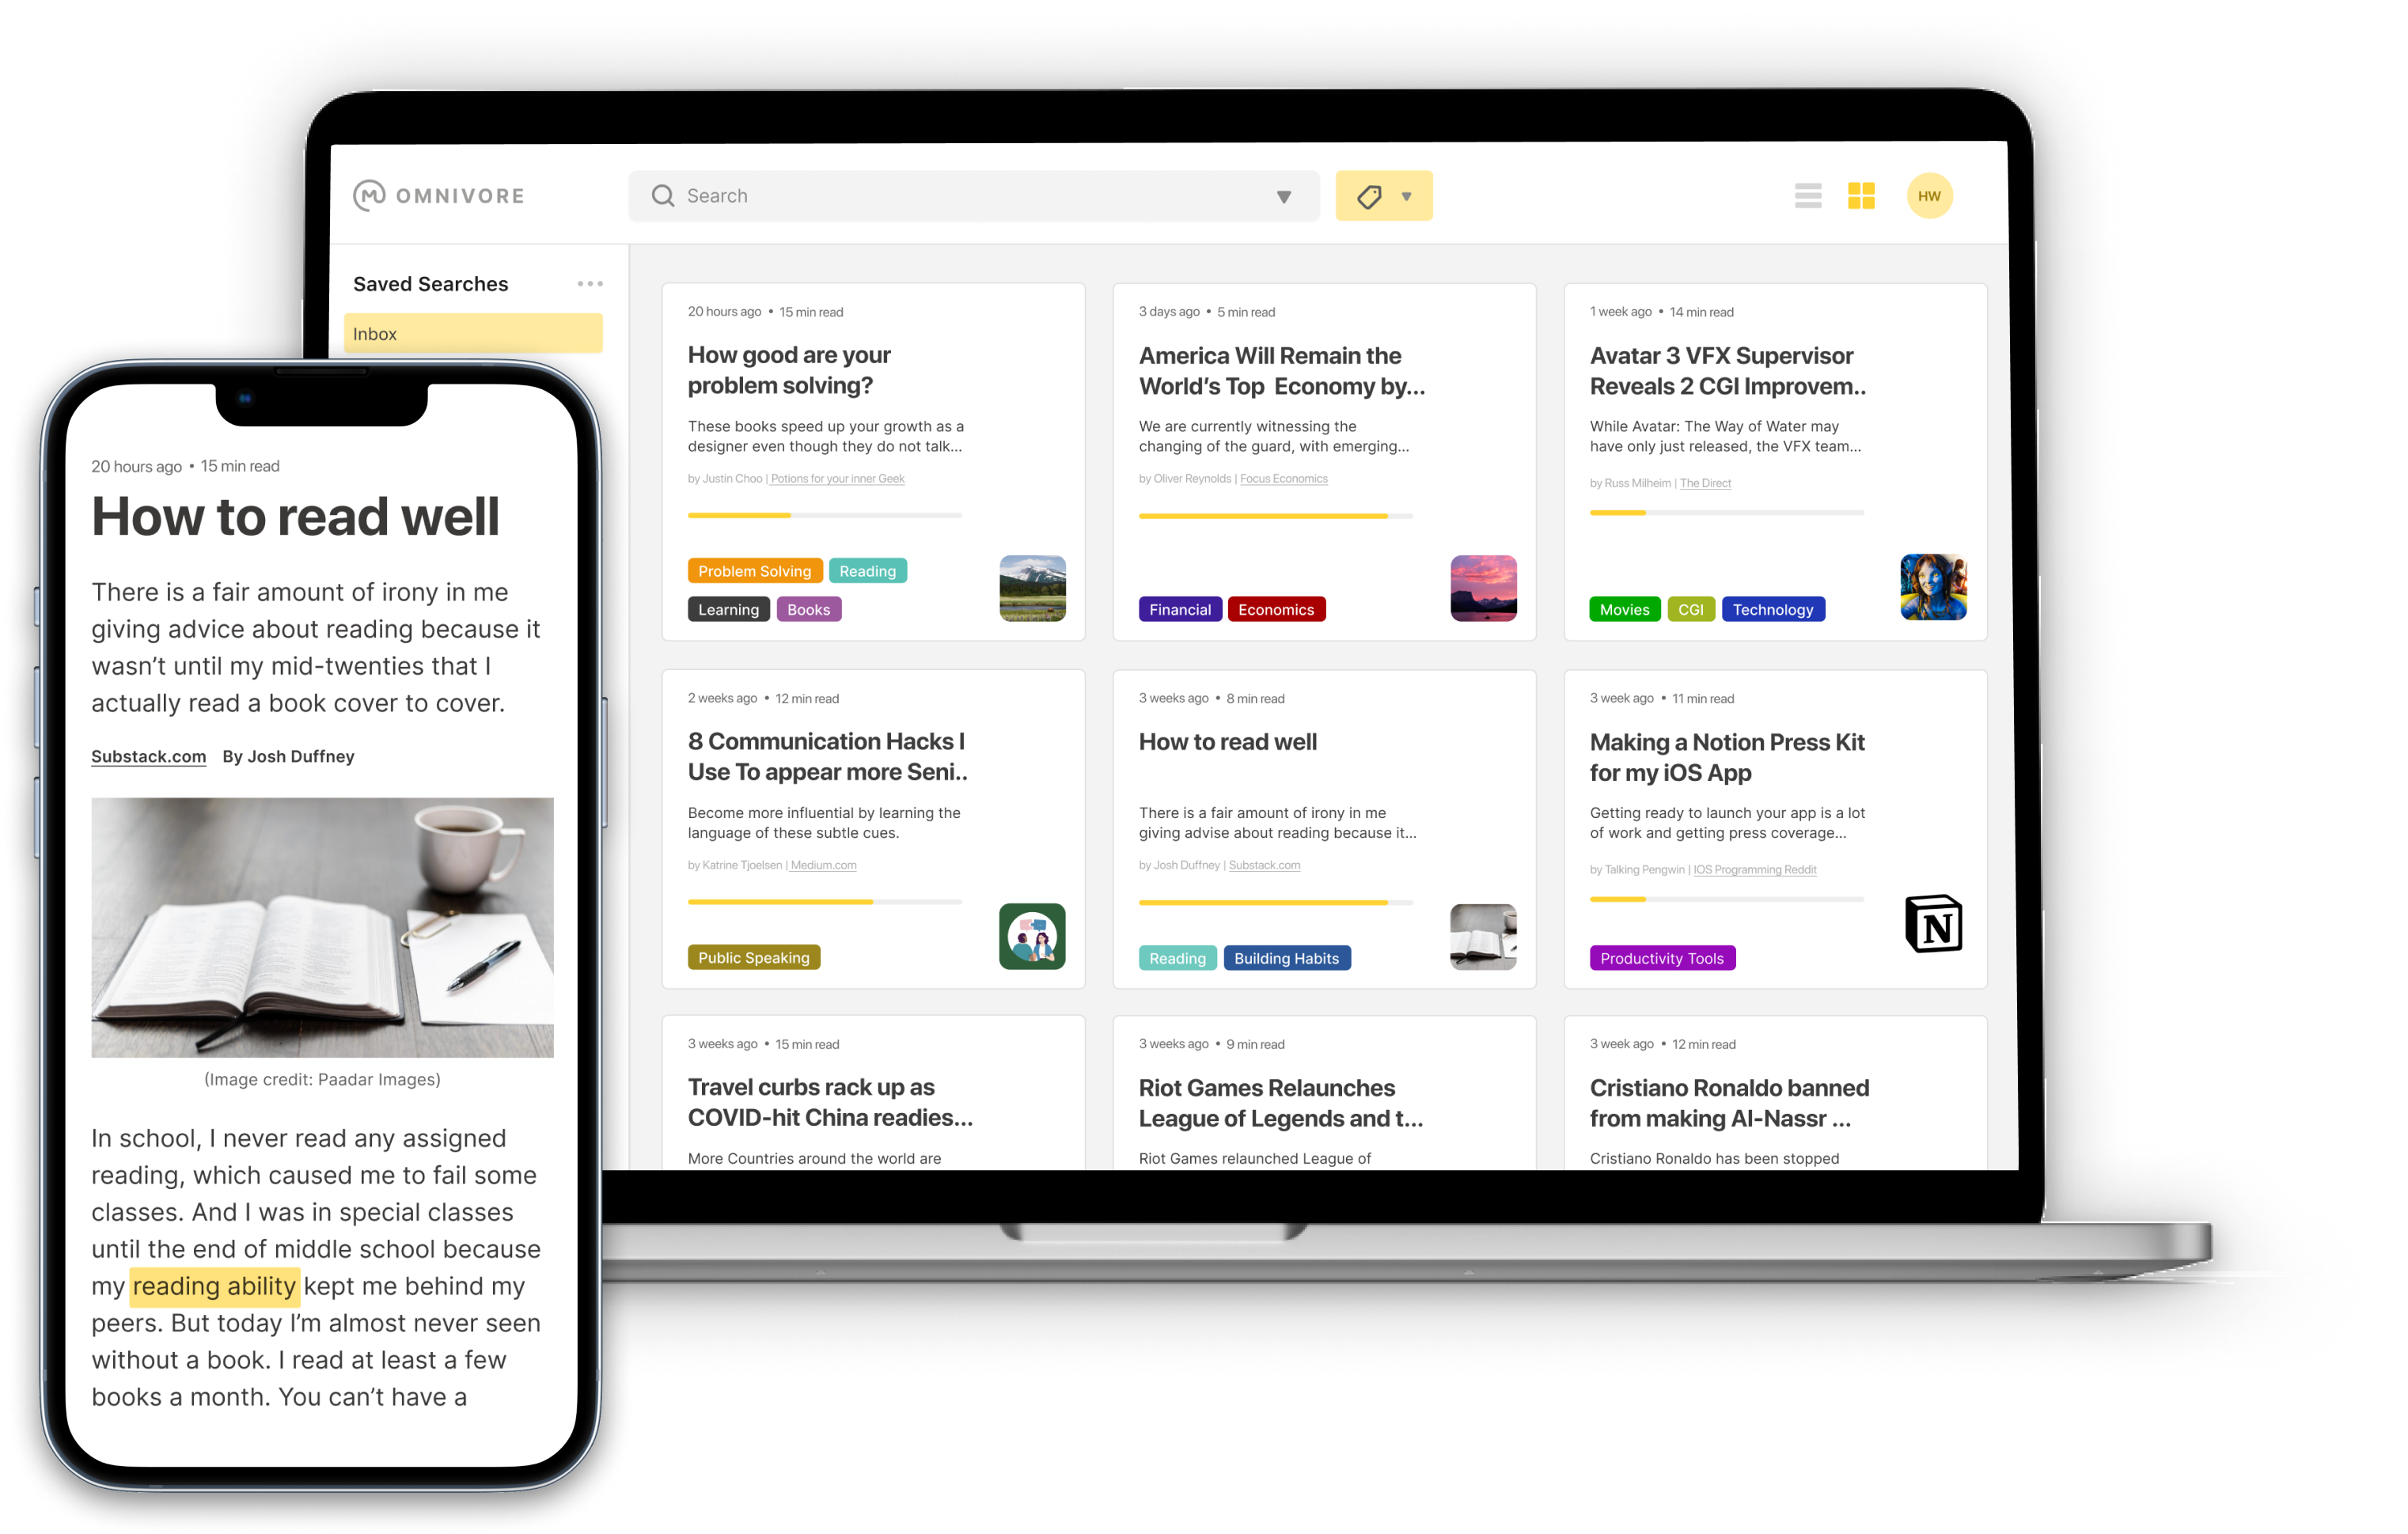 OMNIVORE
Search
HW
Saved Searches
Inbox
20 hours ago • 15 min read
How good are your
problem solving?
These books speed up your growth as a
designer even though they do not talk...
by Justin Choo | Potions for your inner Geek
Problem Solving Reading
Learning Books
3 days ago • 5 min read
America Will Remain the
World's Top Economy by...
We are currently witnessing the
changing of the guard, with emerging...
by Oliver Reynolds | Focus Economics
Financial Economics
1 week ago • 14 min read
Avatar 3 VFX Supervisor
Reveals 2 CGI Improvem..
While Avatar: The Way of Water may
have only just released, the VFX team...
by Russ Milheim | The Direct
Movies CGI Technology
2 weeks ago • 12 min read
8 Communication Hacks I
Use To appear more Seni..
Become more influential by learning the
language of these subtle cues.
by Katrine Tjoelsen | Medium.com
Public Speaking
3 weeks ago • 8 min read
How to read well
There is a fair amount of irony in me
giving advise about reading because it...
by Josh Duffney | Substack.com
Reading Building Habits
3 week ago • 11 min read
Making a Notion Press Kit
for my iOS App
Getting ready to launch your app is a lot
of work and getting press coverage...
by Talking Pengwin | IOS Programming Reddit
Productivity Tools
N
3 weeks ago • 15 min read
Travel curbs rack up as
COVID-hit China readies...
More Countries around the world are
3 weeks ago • 9 min read
Riot Games Relaunches
League of Legends and t...
Riot Games relaunched League of
3 week ago • 12 min read
Cristiano Ronaldo banned
from making Al-Nassr ...
Cristiano Ronaldo has been stopped
20 hours ago • 15 min read
How to read well
There is a fair amount of irony in me
giving advice about reading because it
wasn't until my mid-twenties that I
actually read a book cover to cover.
Substack.com By Josh Duffney
(Image credit: Paadar Images)
In school, I never read any assigned
reading, which caused me to fail some
classes. And I was in special classes
until the end of middle school because
my reading ability kept me behind my
peers. But today I'm almost never seen
without a book. I read at least a few
books a month. You can't have a